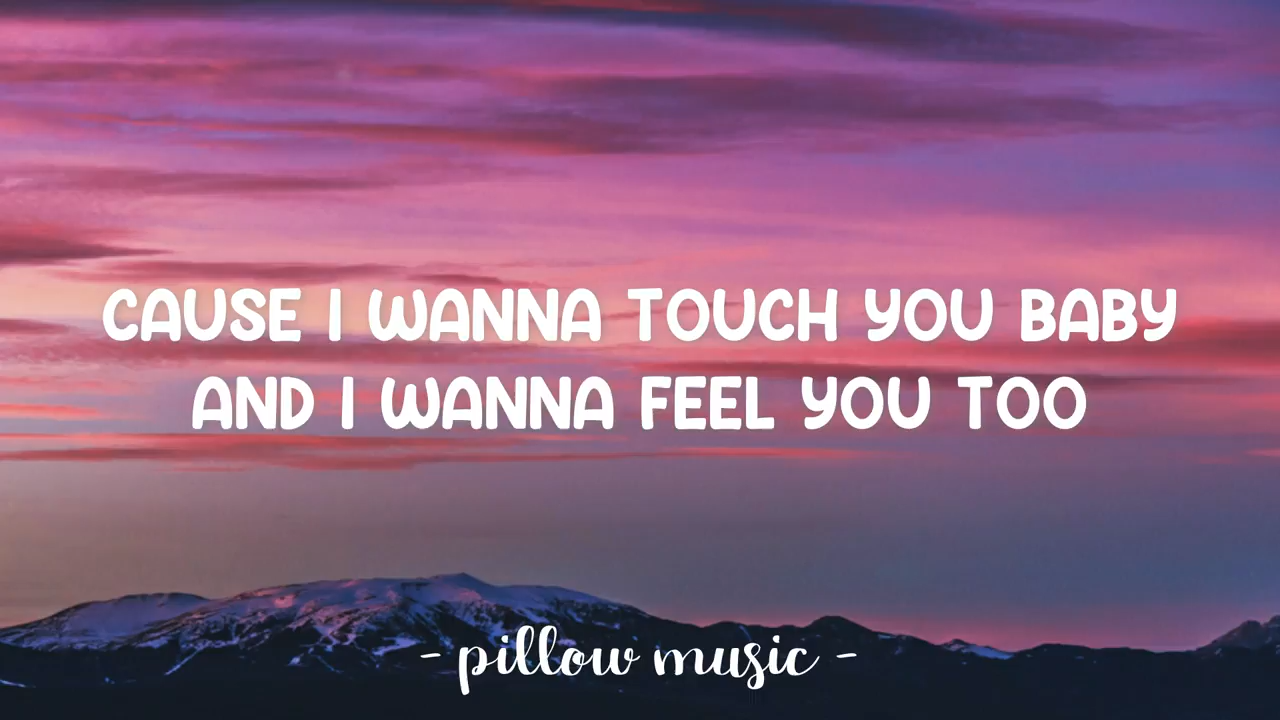 CAUSE I WANNA TOUCH YOU BABY
AND I WANNA FEEL YOU TOO
- pillow music -